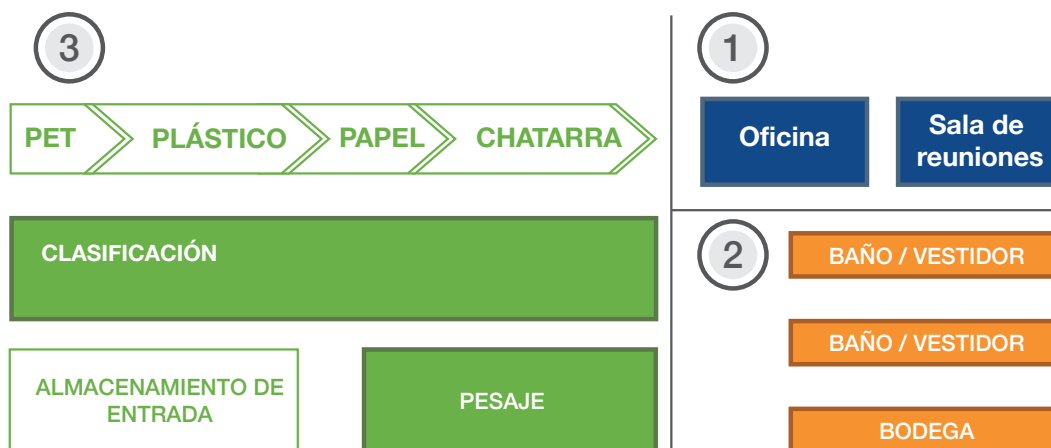 3
PET PLÁSTICO PAPEL CHATARRA
CLASIFICACIÓN
ALMACENAMIENTO DE
ENTRADA
PESAJE
1
Oficina
Sala de
reuniones
2
BAÑO / VESTIDOR
BAÑO / VESTIDOR
BODEGA